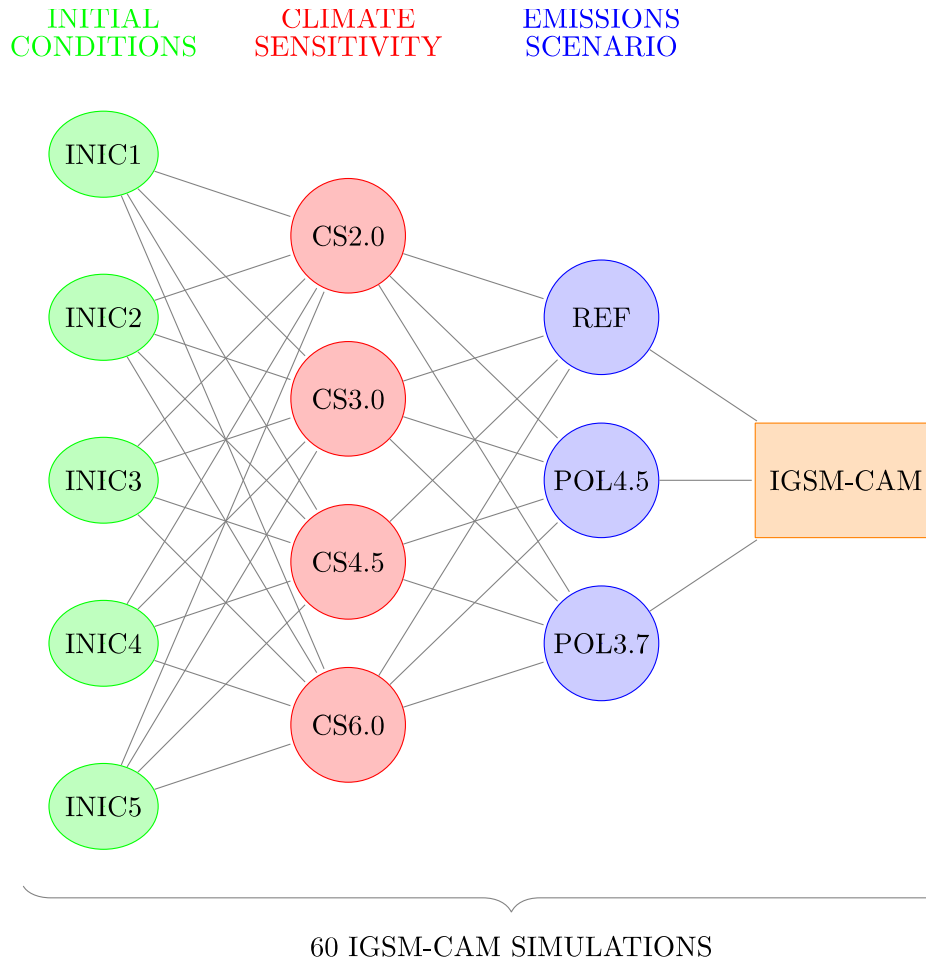 INITIAL
CONDITIONS
CLIMATE
SENSITIVITY
EMISSIONS
SCENARIO
INIC1
INIC2
INIC3
INIC4
INIC5
CS2.0
CS3.0
CS4.5
CS6.0
REF
POL4.5
POL3.7
IGSM-CAM
60 IGSM-CAM SIMULATIONS